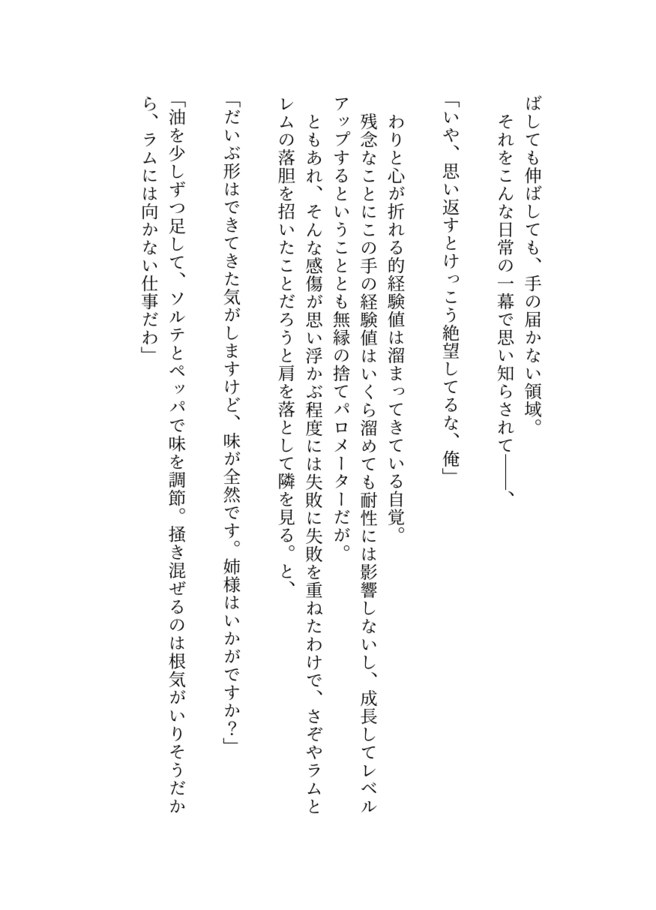 ばしても伸ばしても、手の届かない領域。
それをこんな日常の一幕で思い知らされて――、
「いや、思い返すとけっこう絶望してるな、俺」
わりと心が折れる的経験値は溜まってきている自覚。
残念なことにこの手の経験値はいくら溜めても耐性には影響しないし、成長してレベル
アップするということとも無縁の捨てパロメーターだが。
ともあれ、そんな感傷が思い浮かぶ程度には失敗に失敗を重ねたわけで、さぞやラムと
レムの落胆を招いたことだろうと肩を落として隣を見る。と、
「だいぶ形はできてきた気がしますけど、味が全然です。姉様はいかがですか？」
「油を少しずつ足して、ソルテとペッパで味を調節。掻き混ぜるのは根気がいりそうだか
ら、ラムには向かない仕事だわ」